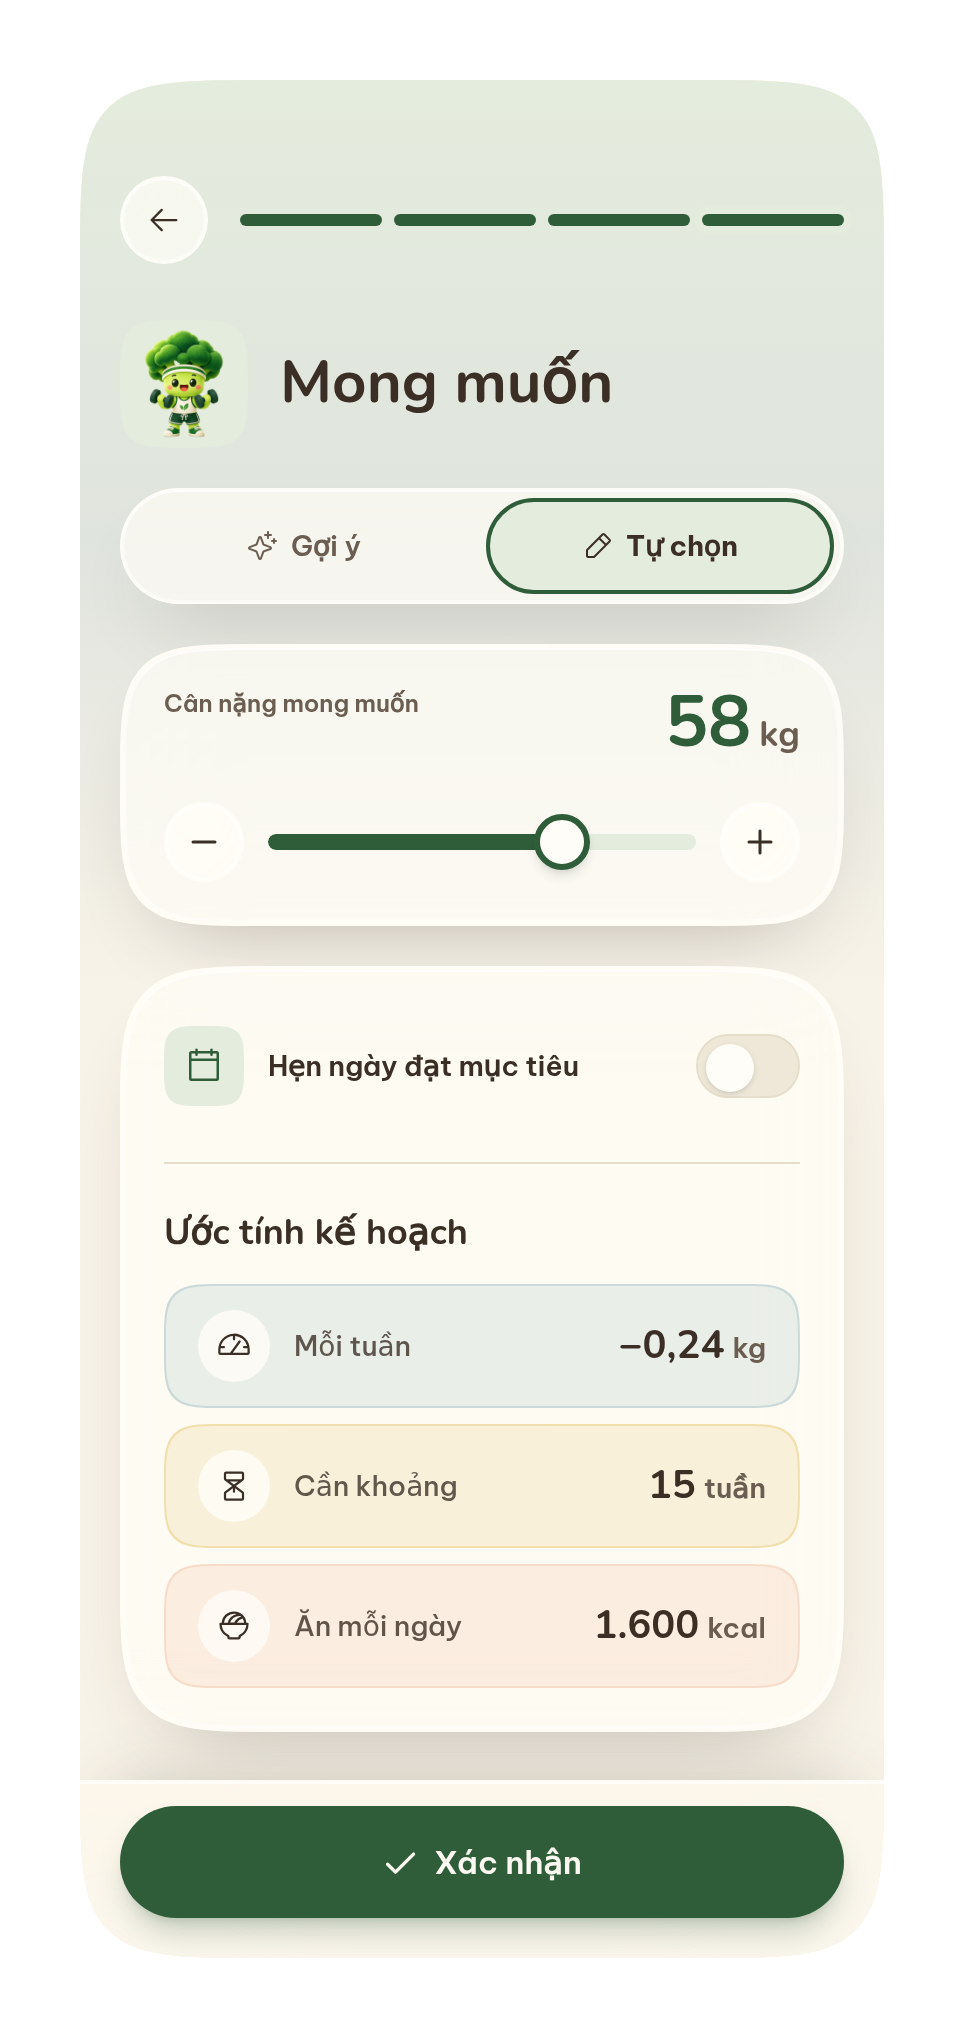 Mong muốn
Gợi ý
Tự chọn
Cân nặng mong muốn
58 kg
Hẹn ngày đạt mục tiêu
Ước tính kế hoạch
Mỗi tuần
−0,24 kg
Cần khoảng
15 tuần
Ăn mỗi ngày
1.600 kcal
Xác nhận